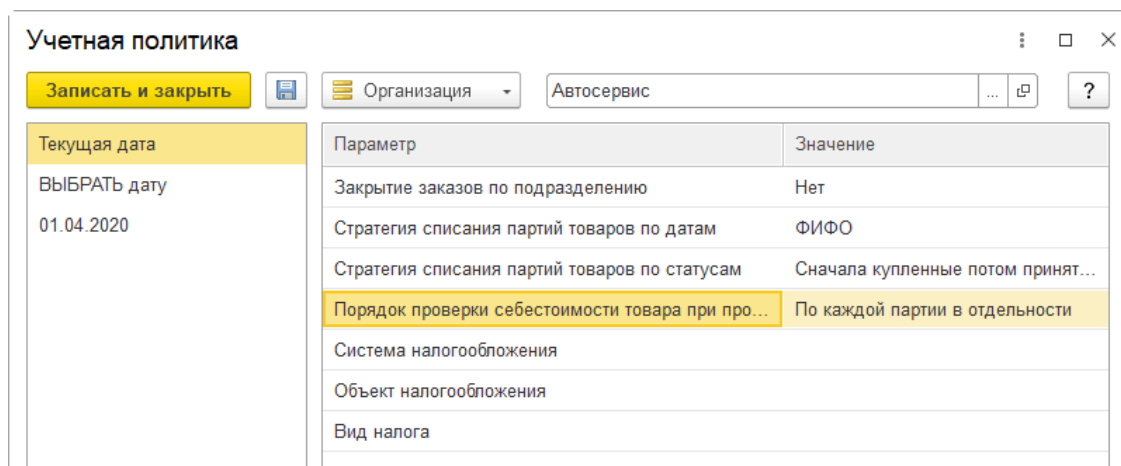 Учетная политика
Записать и закрыть Организация Автосервис ... ?
Текущая дата
ВЫБРАТЬ дату
01.04.2020
Параметр Значение
Закрытие заказов по подразделению Нет
Стратегия списания партий товаров по датам ФИФО
Стратегия списания партий товаров по статусам Сначала купленные потом принят...
Порядок проверки себестоимости товара при про... По каждой партии в отдельности
Система налогообложения
Объект налогообложения
Вид налога